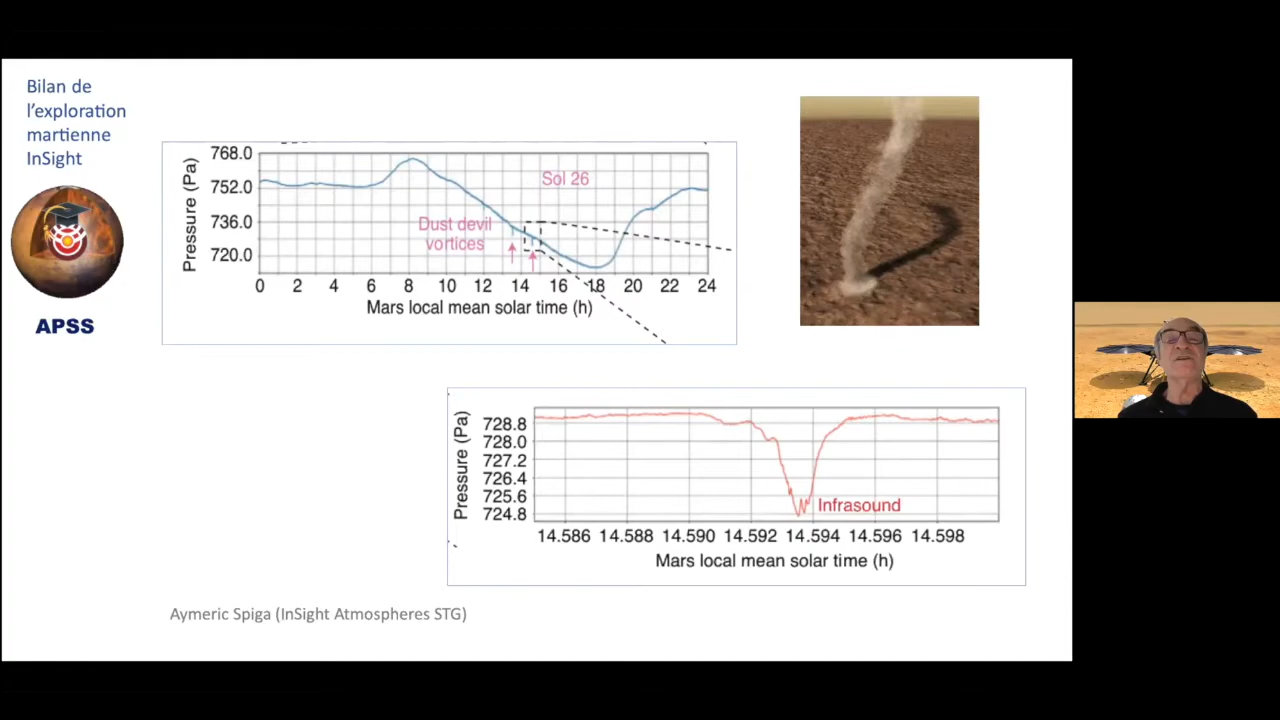 Bilan de
l’exploration
martienne
InSight
APSS
Pressure (Pa)
768.0
752.0
736.0
720.0
Sol 26
Dust devil
vortices
0 2 4 6 8 10 12 14 16 18 20 22 24
Mars local mean solar time (h)
Pressure (Pa)
728.8
728.0
727.2
726.4
725.6
724.8
Infrasound
14.586 14.588 14.590 14.592 14.594 14.596 14.598
Mars local mean solar time (h)
Aymeric Spiga (InSight Atmospheres STG)